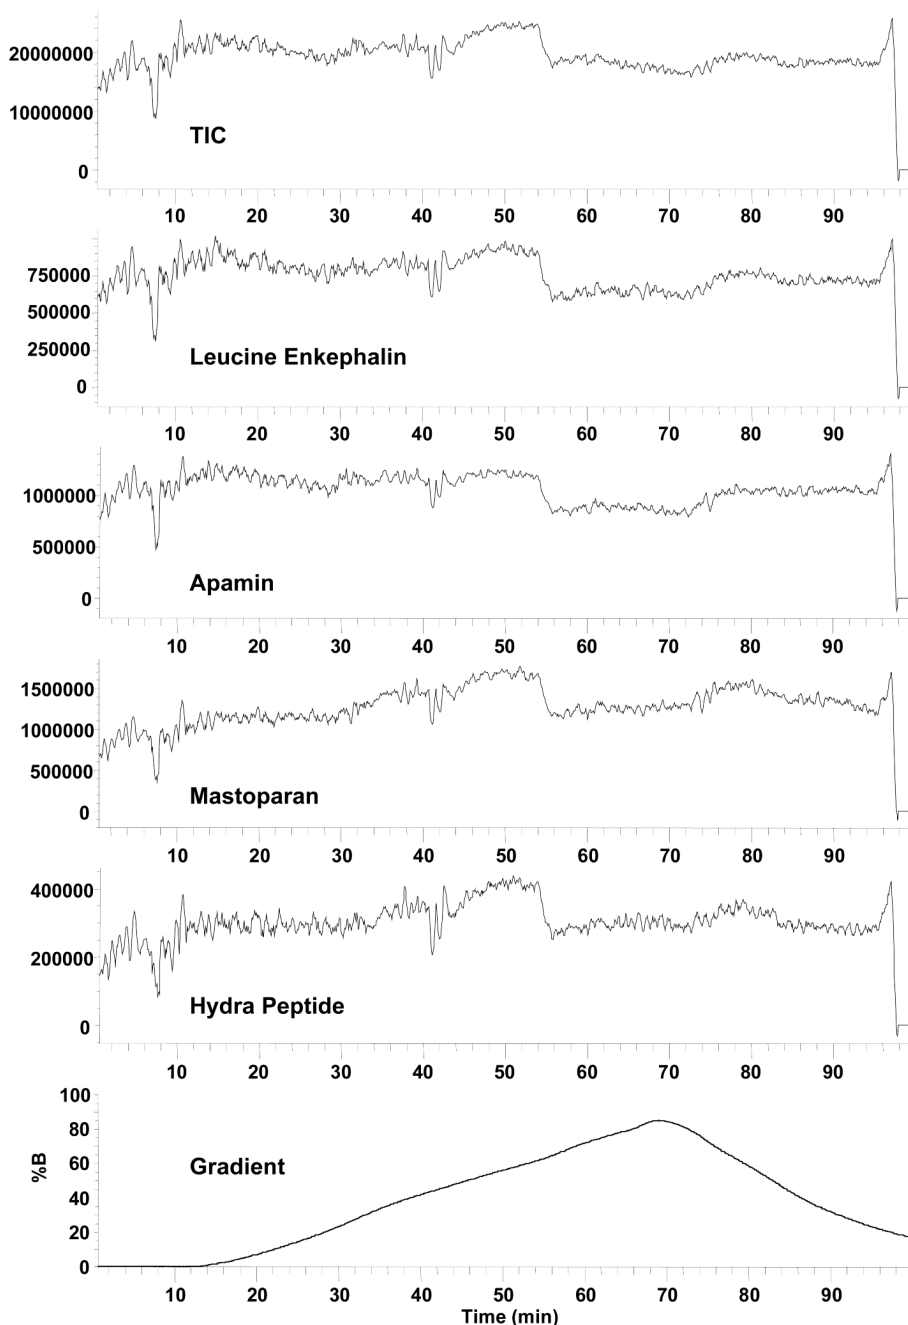 20000000
10000000
TIC
0
10 20 30 40 50 60 70 80 90
750000
500000
250000
Leucine Enkephalin
0
10 20 30 40 50 60 70 80 90
1000000
500000
Apamin
0
10 20 30 40 50 60 70 80 90
1500000
1000000
500000
Mastoparan
0
10 20 30 40 50 60 70 80 90
400000
200000
Hydra Peptide
0
10 20 30 40 50 60 70 80 90
100
80
60
40
20
0
%B
Gradient
10 20 30 40 50 60 70 80 90
Time (min)